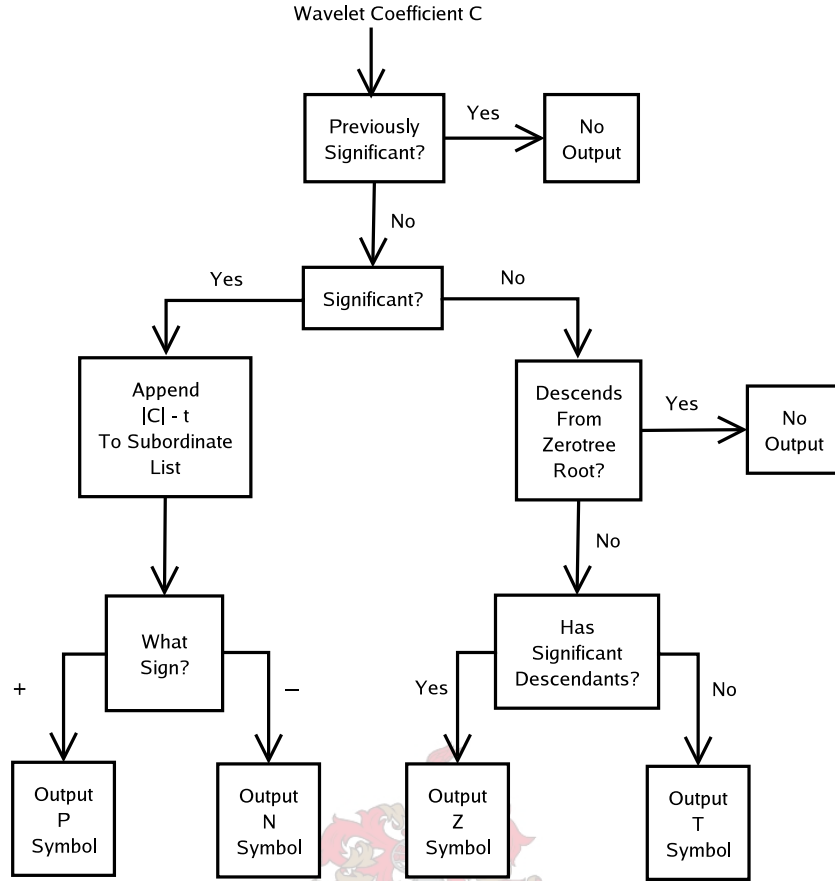 Wavelet Coefficient C
Previously
Significant?
Yes
No
Output
No
Yes
Significant?
No
Append
|C| - t
To Subordinate
List
Descends
From
Zerotree
Root?
Yes
No
Output
No
What
Sign?
+
−
Has
Significant
Descendants?
Yes
No
Output
P
Symbol
Output
N
Symbol
Output
Z
Symbol
Output
T
Symbol